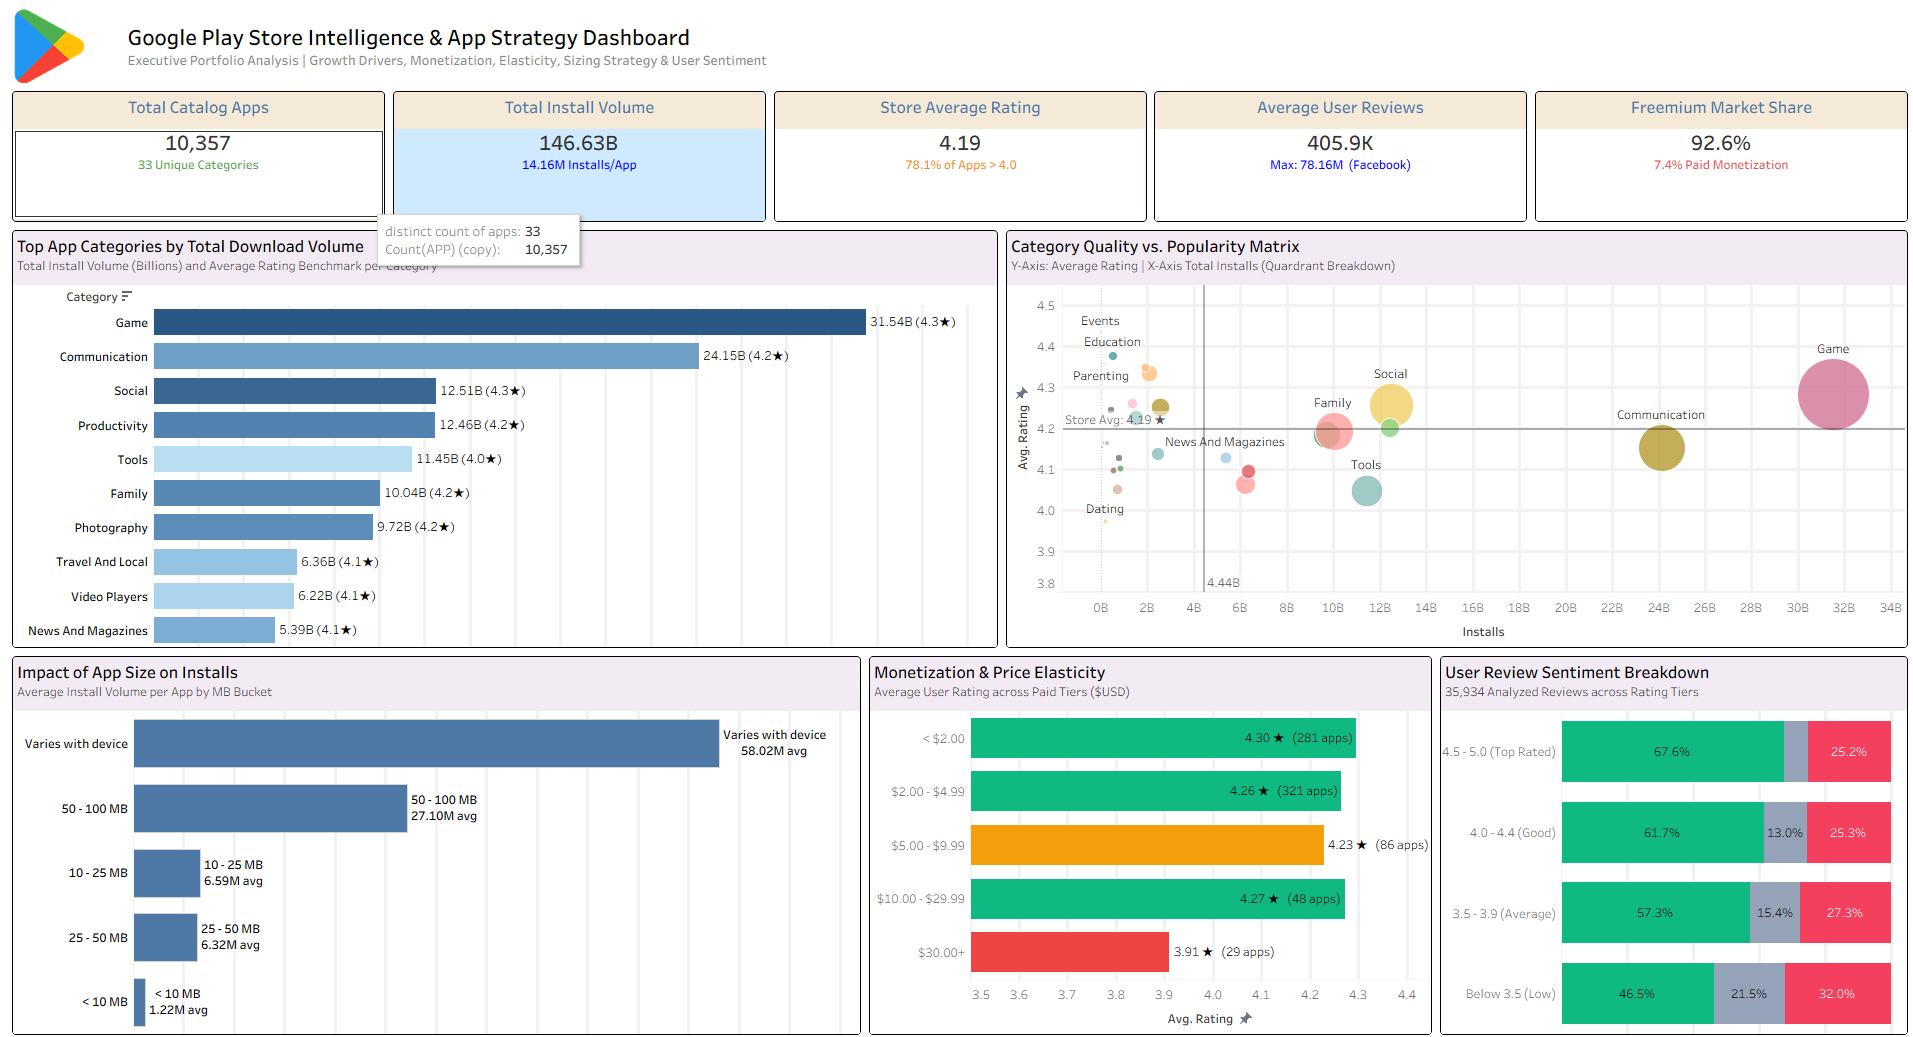 Google Play Store Intelligence & App Strategy Dashboard
Executive Portfolio Analysis | Growth Drivers, Monetization, Elasticity, Sizing Strategy & User Sentiment
Total Catalog Apps
10,357
33 Unique Categories
Total Install Volume
146.63B
14.16M Installs/App
Store Average Rating
4.19
78.1% of Apps > 4.0
Average User Reviews
405.9K
Max: 78.16M (Facebook)
Freemium Market Share
92.6%
7.4% Paid Monetization
distinct count of apps: 33
Count(APP) (copy): 10,357
Top App Categories by Total Download Volume
Total Install Volume (Billions) and Average Rating Benchmark per Category
Category
Game 31.54B (4.3★)
Communication 24.15B (4.2★)
Social 12.51B (4.3★)
Productivity 12.46B (4.2★)
Tools 11.45B (4.0★)
Family 10.04B (4.2★)
Photography 9.72B (4.2★)
Travel And Local 6.36B (4.1★)
Video Players 6.22B (4.1★)
News And Magazines 5.39B (4.1★)
Category Quality vs. Popularity Matrix
Y-Axis: Average Rating | X-Axis Total Installs (Quardrant Breakdown)
Avg. Rating
4.5
4.4
4.3
4.2
4.1
4.0
3.9
3.8
Events
Education
Parenting
Store Avg: 4.19 ★
News And Magazines
Dating
Family
Social
Tools
Communication
Game
4.44B
0B 2B 4B 6B 8B 10B 12B 14B 16B 18B 20B 22B 24B 26B 28B 30B 32B 34B
Installs
Impact of App Size on Installs
Average Install Volume per App by MB Bucket
Varies with device
Varies with device
58.02M avg
50 - 100 MB
50 - 100 MB
27.10M avg
10 - 25 MB
10 - 25 MB
6.59M avg
25 - 50 MB
25 - 50 MB
6.32M avg
< 10 MB
< 10 MB
1.22M avg
Monetization & Price Elasticity
Average User Rating across Paid Tiers ($USD)
< $2.00 4.30 ★ (281 apps)
$2.00 - $4.99 4.26 ★ (321 apps)
$5.00 - $9.99 4.23 ★ (86 apps)
$10.00 - $29.99 4.27 ★ (48 apps)
$30.00+ 3.91 ★ (29 apps)
3.5 3.6 3.7 3.8 3.9 4.0 4.1 4.2 4.3 4.4
Avg. Rating
User Review Sentiment Breakdown
35,934 Analyzed Reviews across Rating Tiers
4.5 - 5.0 (Top Rated) 67.6% 25.2%
4.0 - 4.4 (Good) 61.7% 13.0% 25.3%
3.5 - 3.9 (Average) 57.3% 15.4% 27.3%
Below 3.5 (Low) 46.5% 21.5% 32.0%